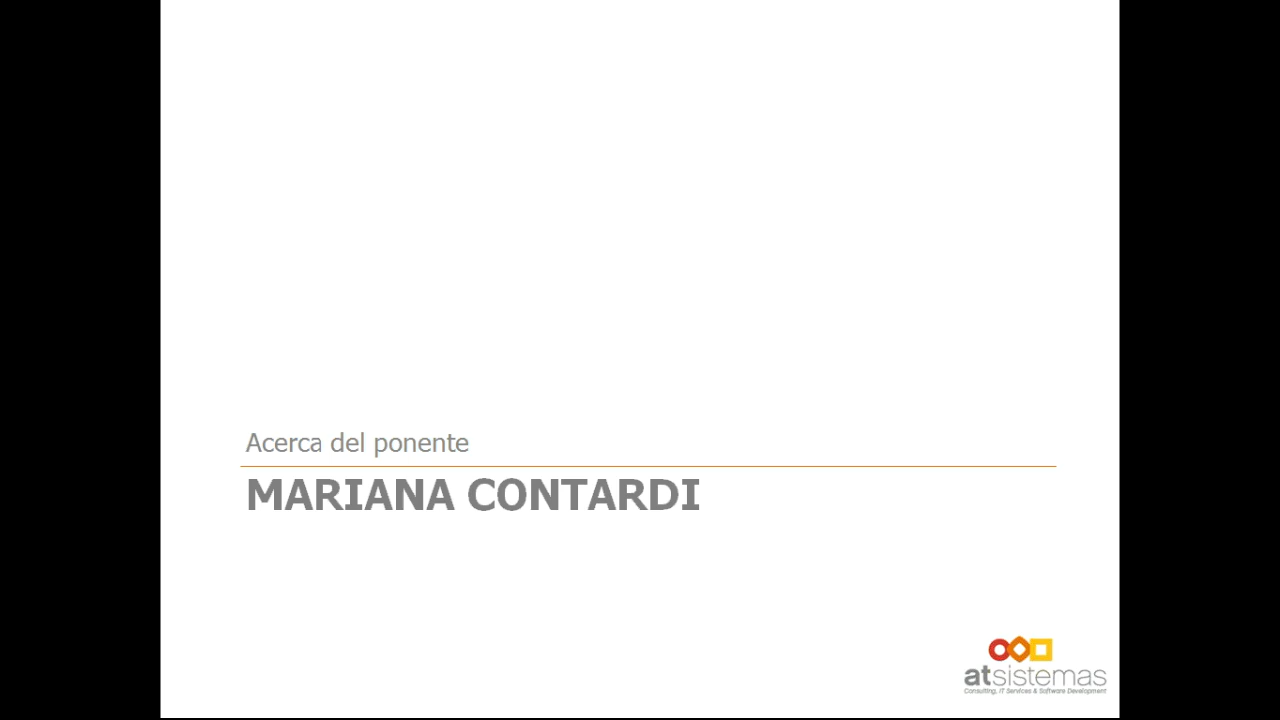 Acerca del ponente
MARIANA CONTARDI
atsistemas
Consulting, IT Services & Software Development